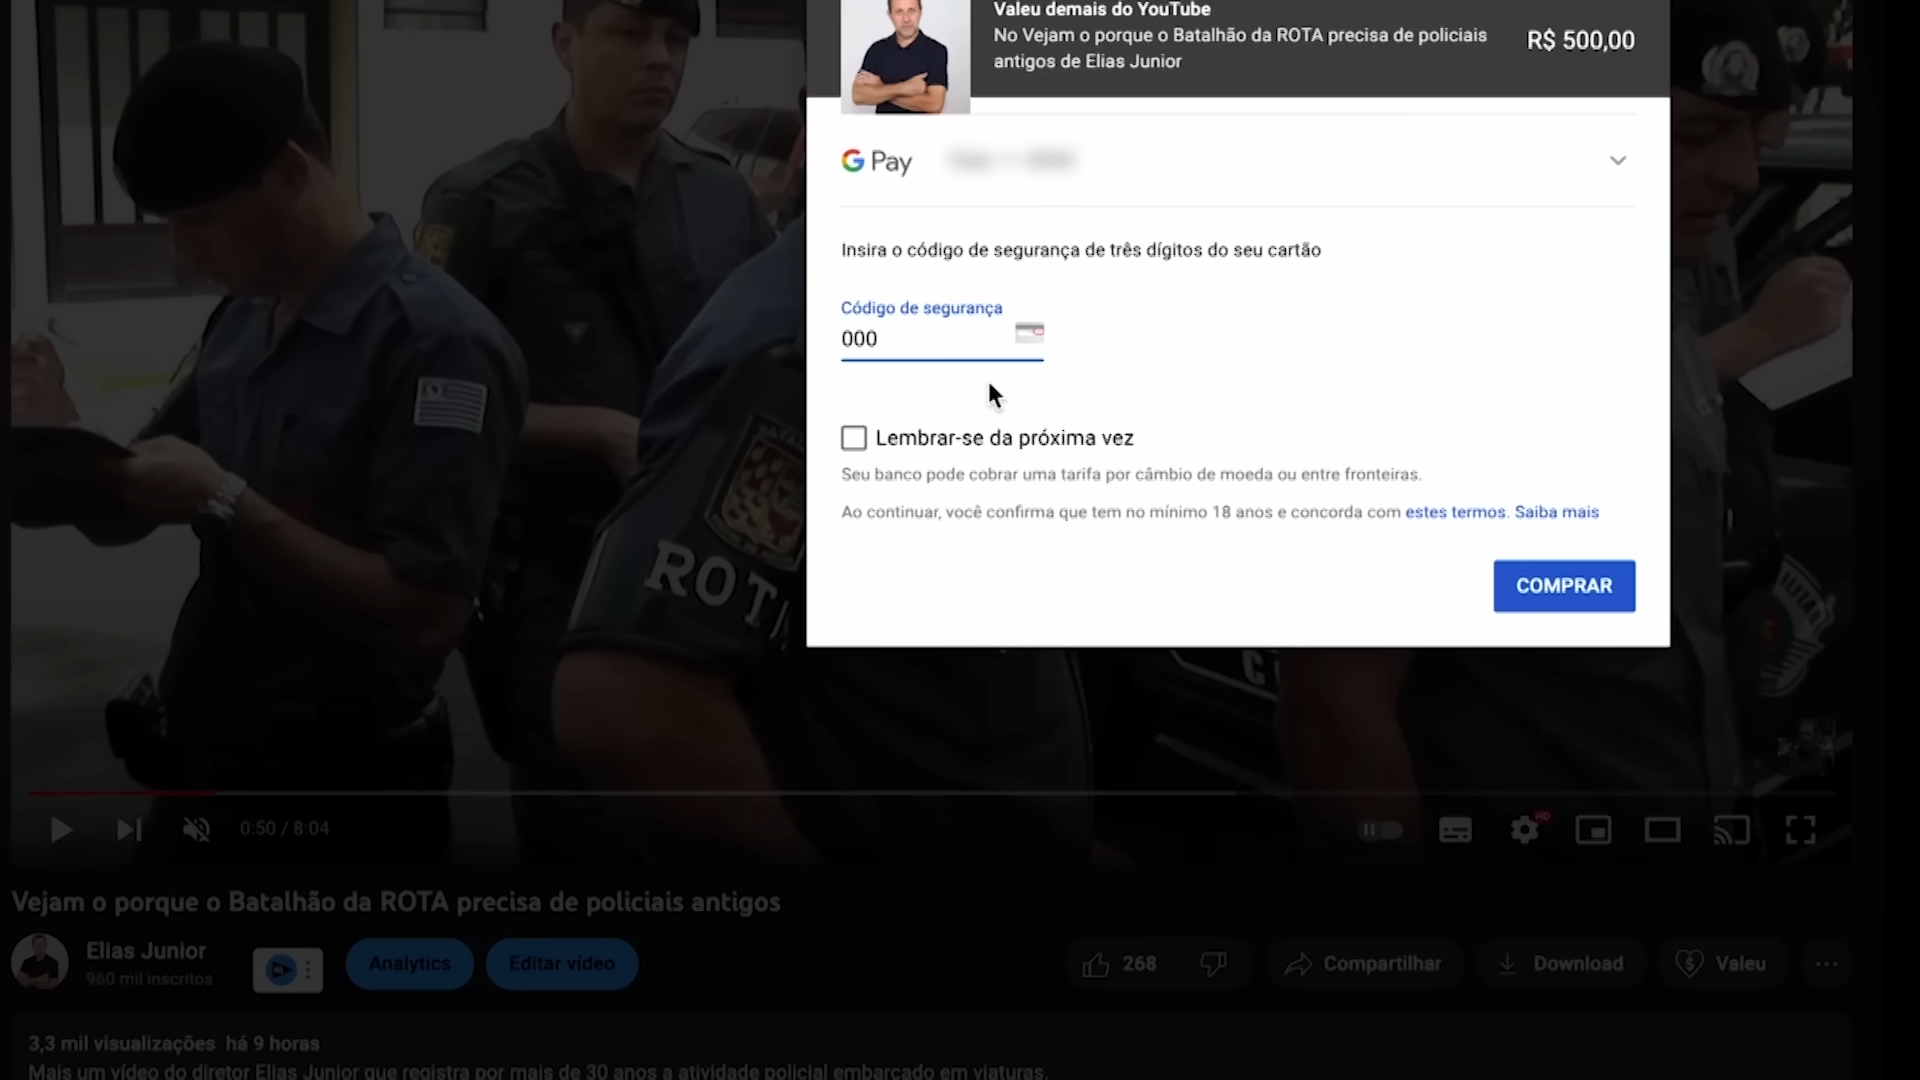 Valeu demais do YouTube
No Vejam o porque o Batalhão da ROTA precisa de policiais
antigos de Elias Junior
R$ 500,00
G Pay
Insira o código de segurança de três dígitos do seu cartão
Código de segurança
000
Lembrar-se da próxima vez
Seu banco pode cobrar uma tarifa por câmbio de moeda ou entre fronteiras.
Ao continuar, você confirma que tem no mínimo 18 anos e concorda com estes termos. Saiba mais
COMPRAR
ROTA
0:50 / 8:04
HD
Vejam o porque o Batalhão da ROTA precisa de policiais antigos
Elias Junior
960 mil inscritos
Analytics
Editar vídeo
268
Compartilhar
Download
Valeu
3,3 mil visualizações há 9 horas
Mais um vídeo do diretor Elias Junior que registra por mais de 30 anos a atividade policial embarcado em viaturas.